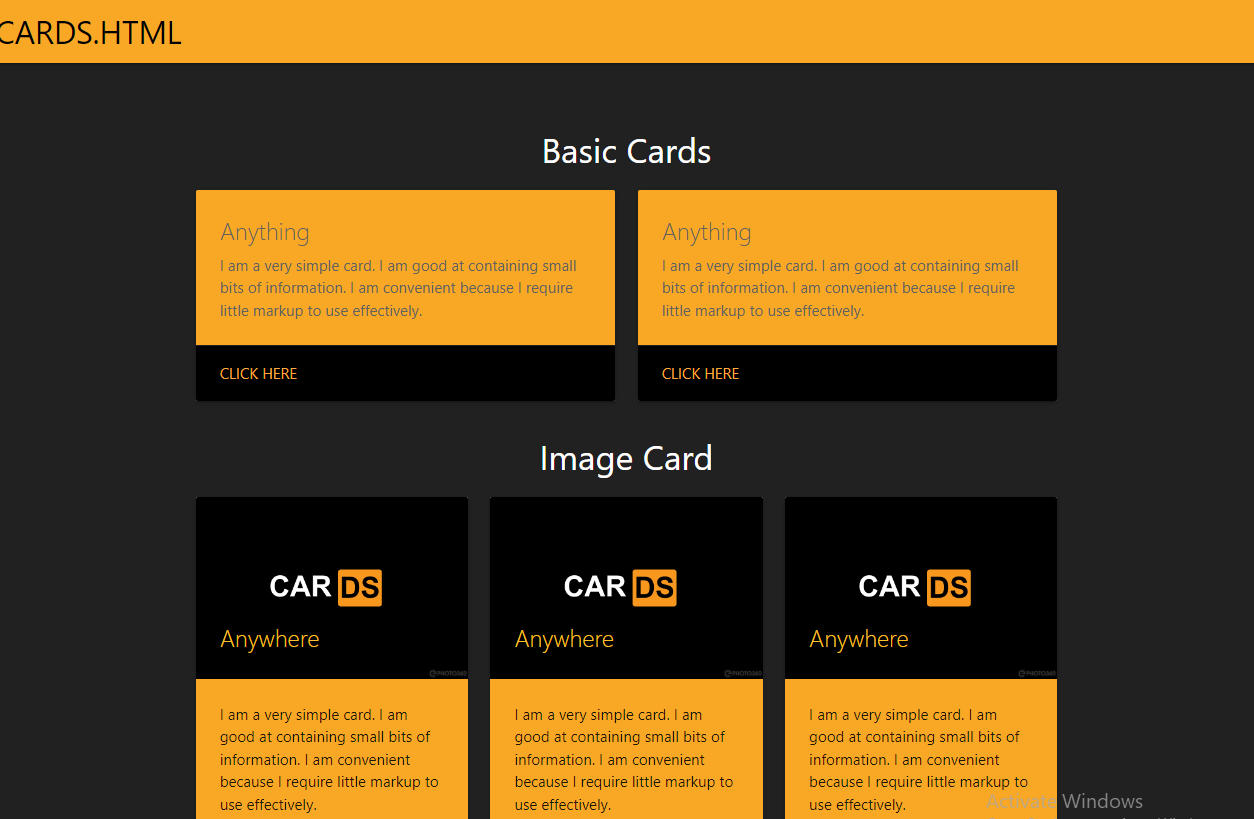 CARDS.HTML
Basic Cards
Anything
I am a very simple card. I am good at containing small
bits of information. I am convenient because I require
little markup to use effectively.
CLICK HERE
Anything
I am a very simple card. I am good at containing small
bits of information. I am convenient because I require
little markup to use effectively.
CLICK HERE
Image Card
CAR DS
Anywhere
@PHOTO360
I am a very simple card. I am
good at containing small bits of
information. I am convenient
because I require little markup to
use effectively.
CAR DS
Anywhere
@PHOTO360
I am a very simple card. I am
good at containing small bits of
information. I am convenient
because I require little markup to
use effectively.
CAR DS
Anywhere
@PHOTO360
I am a very simple card. I am
good at containing small bits of
information. I am convenient
because I require little markup to
use effectively.
Activate Windows